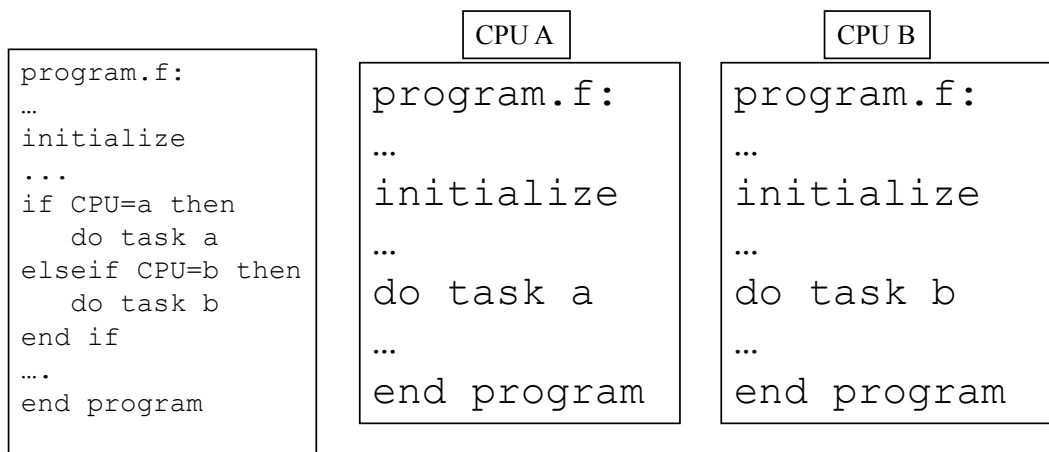 program.f:
…
initialize
...
if CPU=a then
   do task a
elseif CPU=b then
   do task b
end if
….
end program
CPU A
program.f:
…
initialize
…
do task a
…
end program
CPU B
program.f:
…
initialize
…
do task b
…
end program